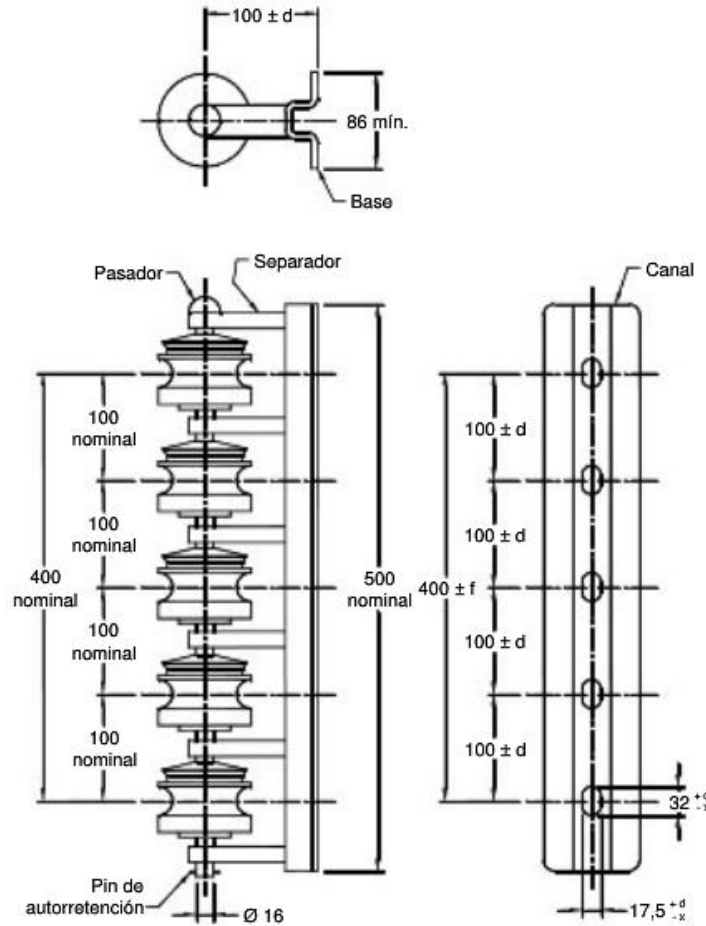 100 ± d
86 mín.
Base
Pasador
Separador
Canal
100
nominal
100
nominal
400
nominal
100
nominal
100
nominal
500
nominal
100 ± d
100 ± d
400 ± f
100 ± d
100 ± d
32 +d -x
Pin de
autorretención
Ø 16
17,5 +d -x